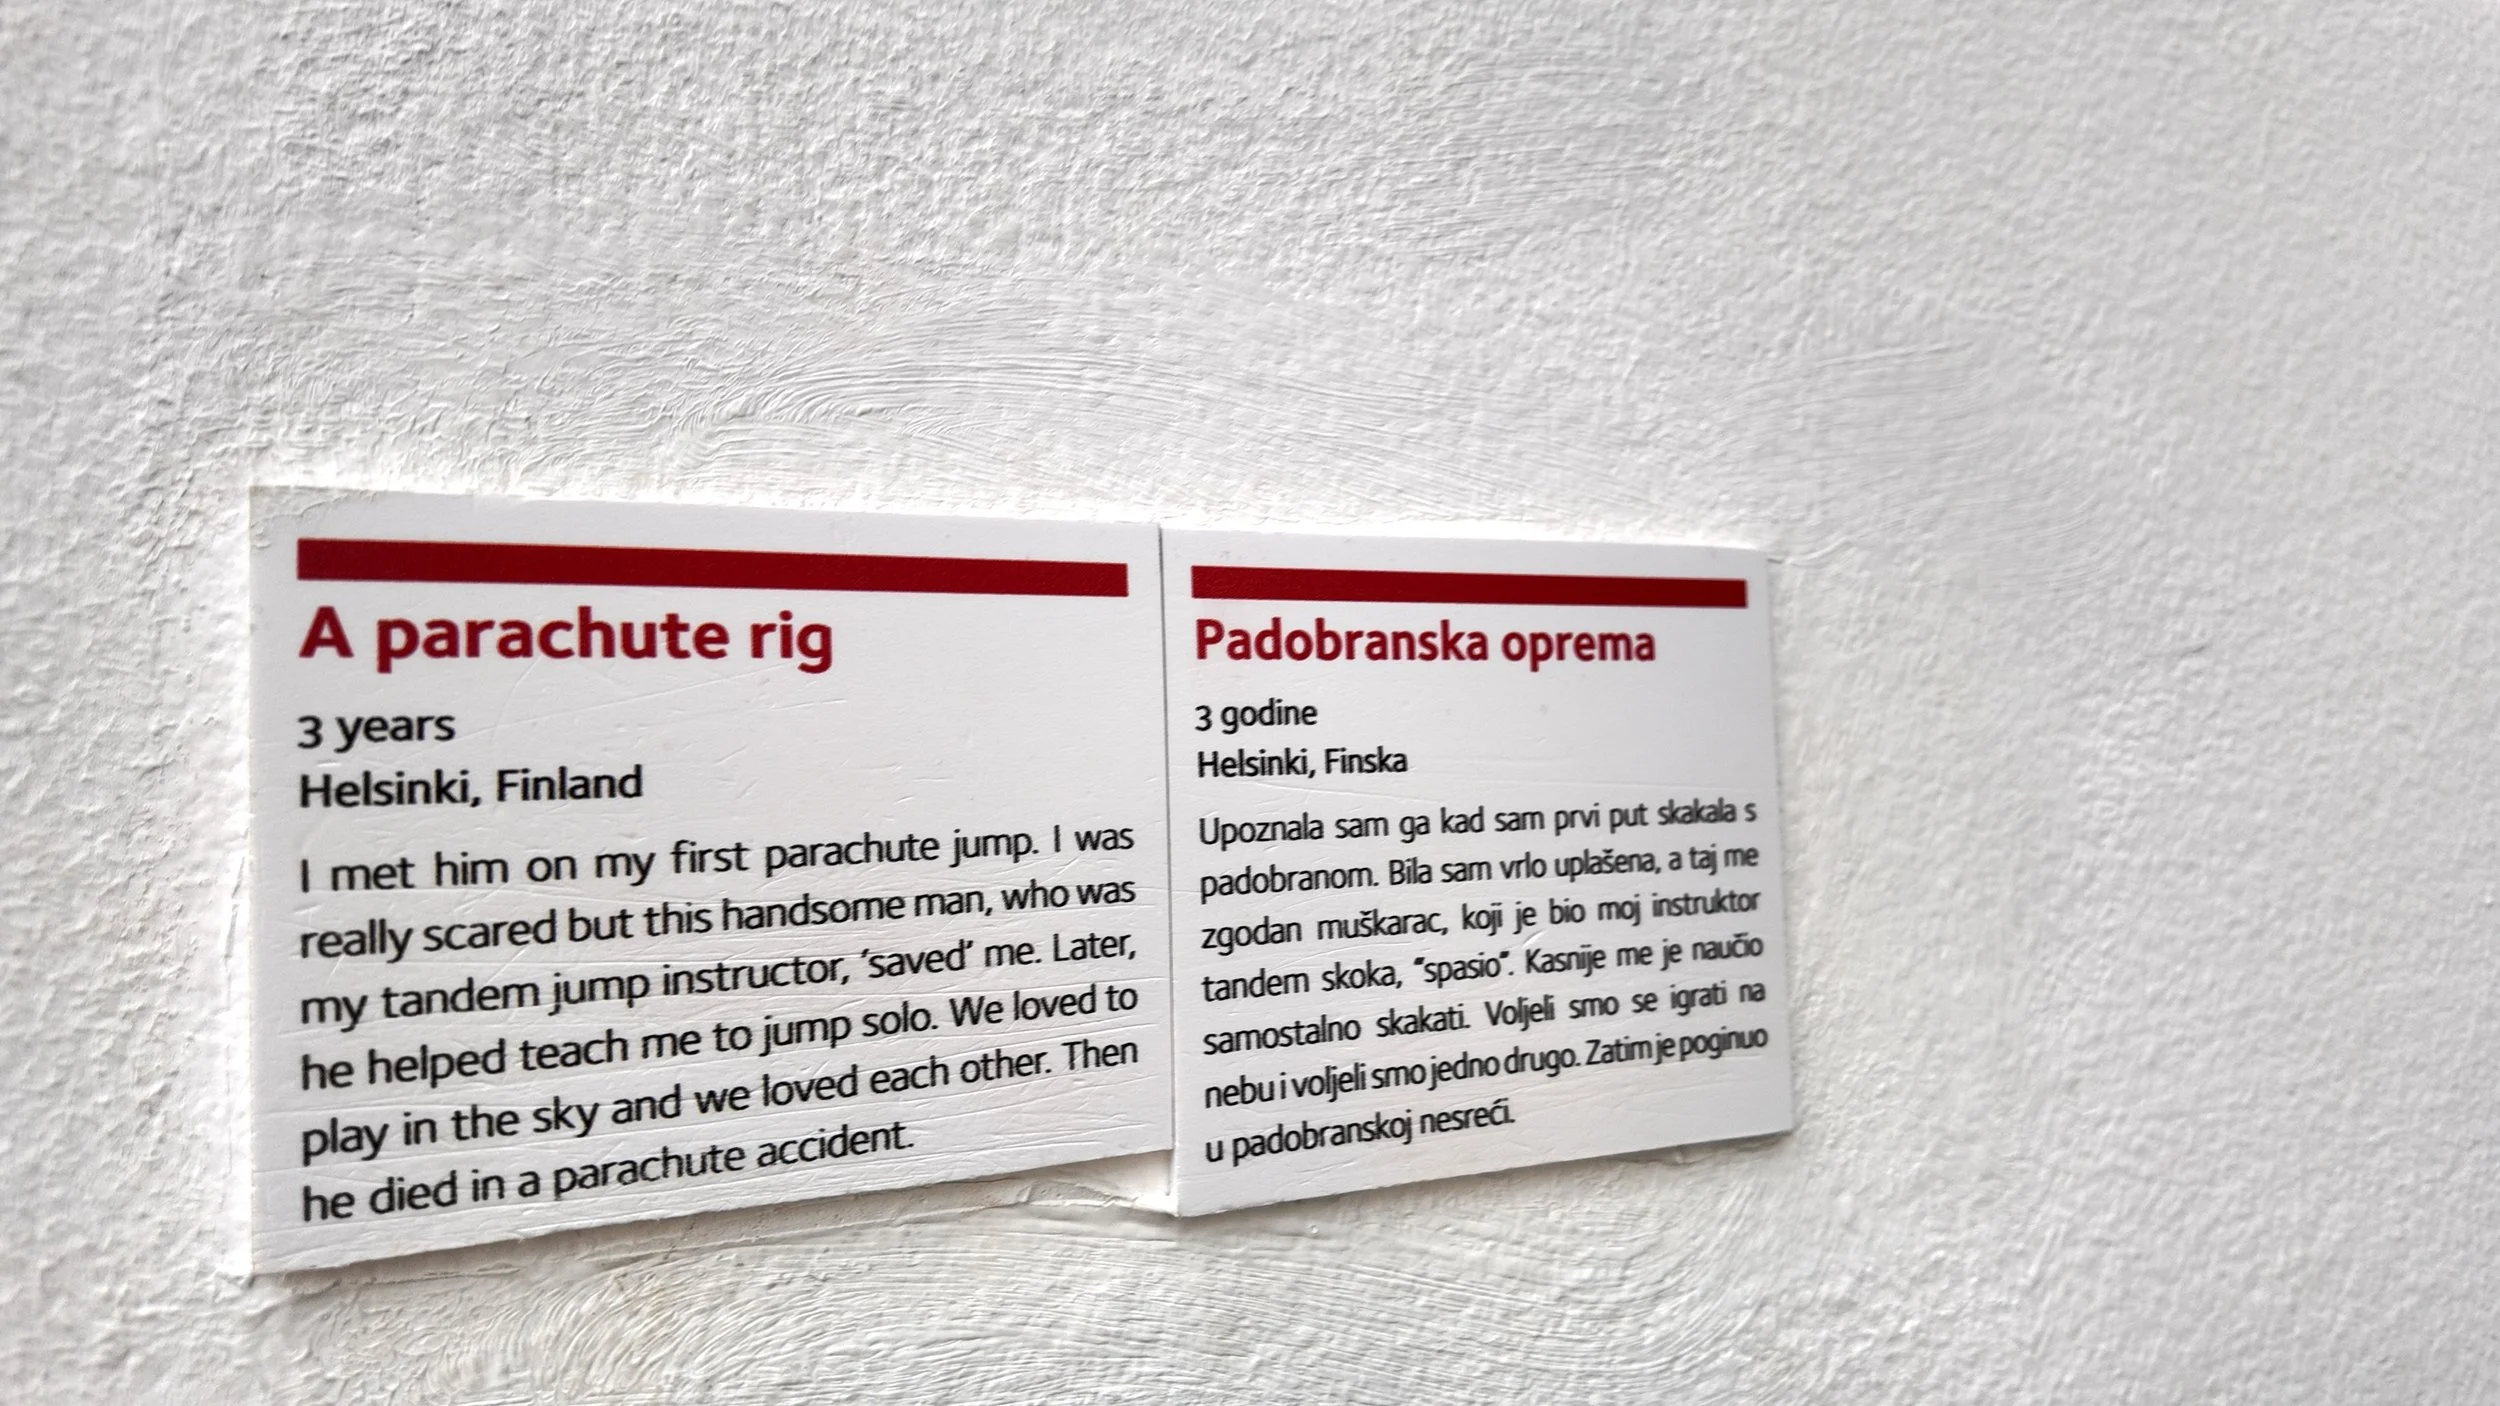 A parachute rig
3 years
Helsinki, Finland
I met him on my first parachute jump. I was
really scared but this handsome man, who was
my tandem jump instructor, ‘saved’ me. Later,
he helped teach me to jump solo. We loved to
play in the sky and we loved each other. Then
he died in a parachute accident.
Padobranska oprema
3 godine
Helsinki, Finska
Upoznala sam ga kad sam prvi put skakala s
padobranom. Bila sam vrlo uplašena, a taj me
zgodan muškarac, koji je bio moj instruktor
tandem skoka, "spasio". Kasnije me je naučio
samostalno skakati. Voljeli smo se igrati na
nebu i voljeli smo jedno drugo. Zatim je poginuo
u padobranskoj nesreći.